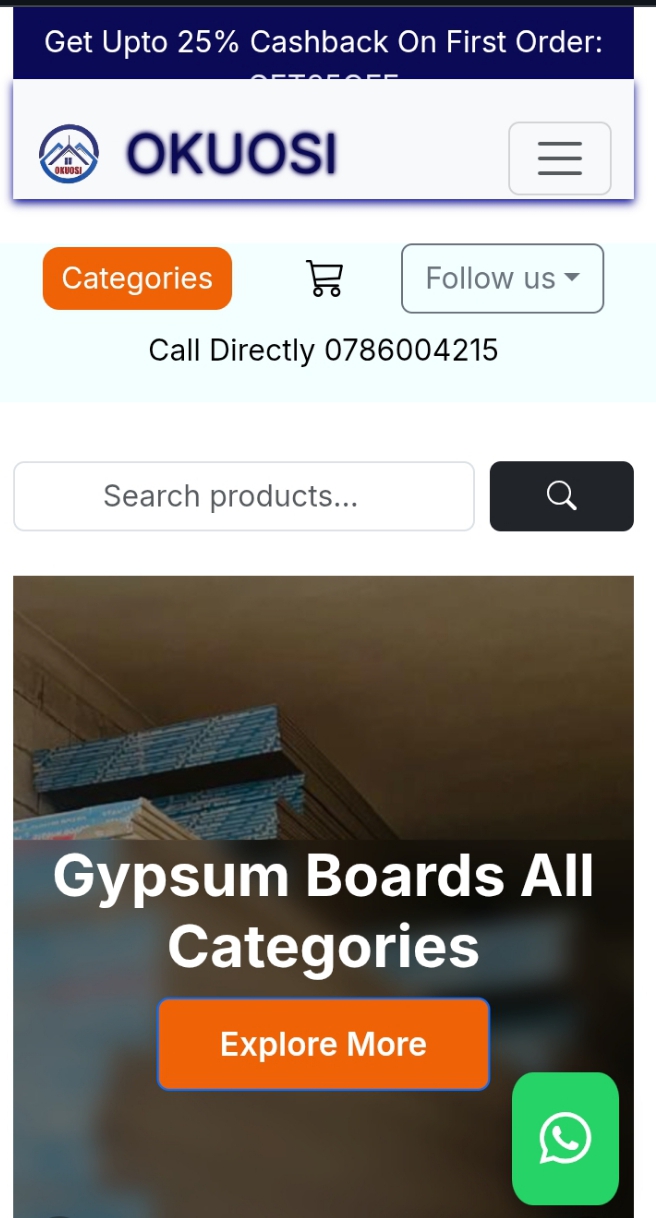 Get Upto 25% Cashback On First Order:
OKUOSI
OKUOSI
Categories
Follow us
Call Directly 0786004215
Search products...
Gypsum Boards All
Categories
Explore More